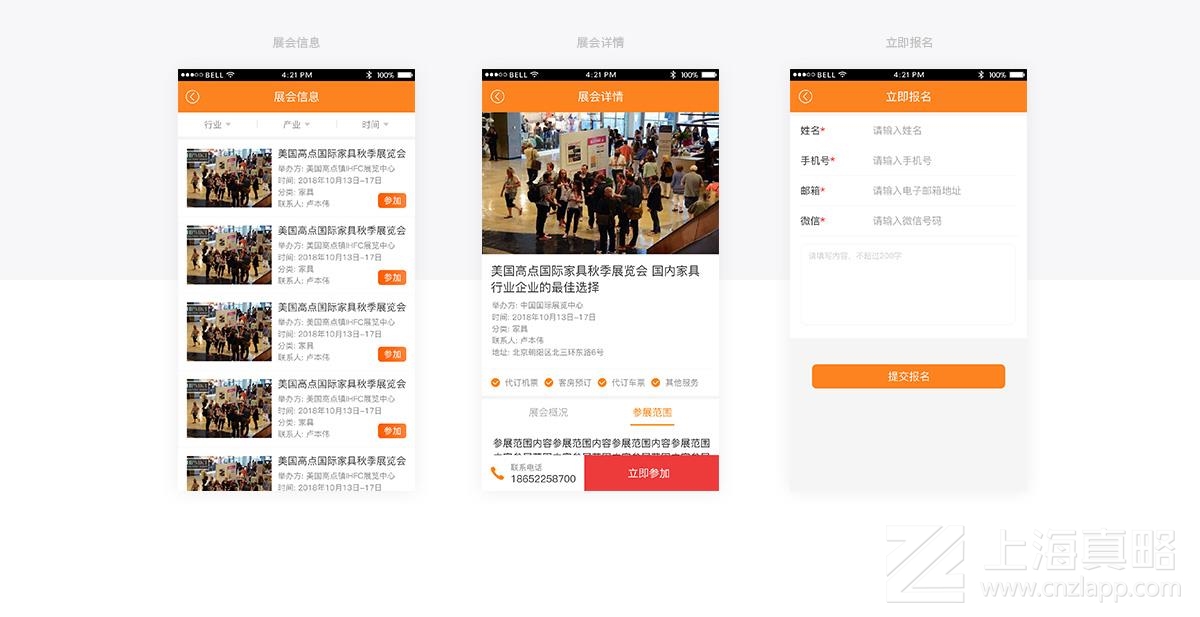 展会信息
BELL 4:21 PM 100%
展会信息
行业 产业 时间
美国高点国际家具秋季展览会
举办方: 美国高点镇IHFC展览中心
时间: 2018年10月13日-17日
分类: 家具
联系人: 卢本伟
参加
美国高点国际家具秋季展览会
举办方: 美国高点镇IHFC展览中心
时间: 2018年10月13日-17日
分类: 家具
联系人: 卢本伟
参加
美国高点国际家具秋季展览会
举办方: 美国高点镇IHFC展览中心
时间: 2018年10月13日-17日
分类: 家具
联系人: 卢本伟
参加
美国高点国际家具秋季展览会
举办方: 美国高点镇IHFC展览中心
时间: 2018年10月13日-17日
分类: 家具
联系人: 卢本伟
参加
美国高点国际家具秋季展览会
举办方: 美国高点镇IHFC展览中心
时间: 2018年10月13日-17日
展会详情
BELL 4:21 PM 100%
展会详情
美国高点国际家具秋季展览会 国内家具
行业企业的最佳选择
举办方: 中国国际展览中心
时间: 2018年10月13日-17日
分类: 家具
联系人: 卢本伟
地址: 北京朝阳区北三环东路6号
代订机票 客房预订 代订车票 其他服务
展会概况 参展范围
参展范围内容参展范围内容参展范围内容参展范围
联系电话
18652258700
立即参加
立即报名
BELL 4:21 PM 100%
立即报名
姓名* 请输入姓名
手机号* 请输入手机号
邮箱* 请输入电子邮箱地址
微信* 请输入微信号码
请填写内容，不超过200字
提交报名
上海真略
www.cnzlapp.com